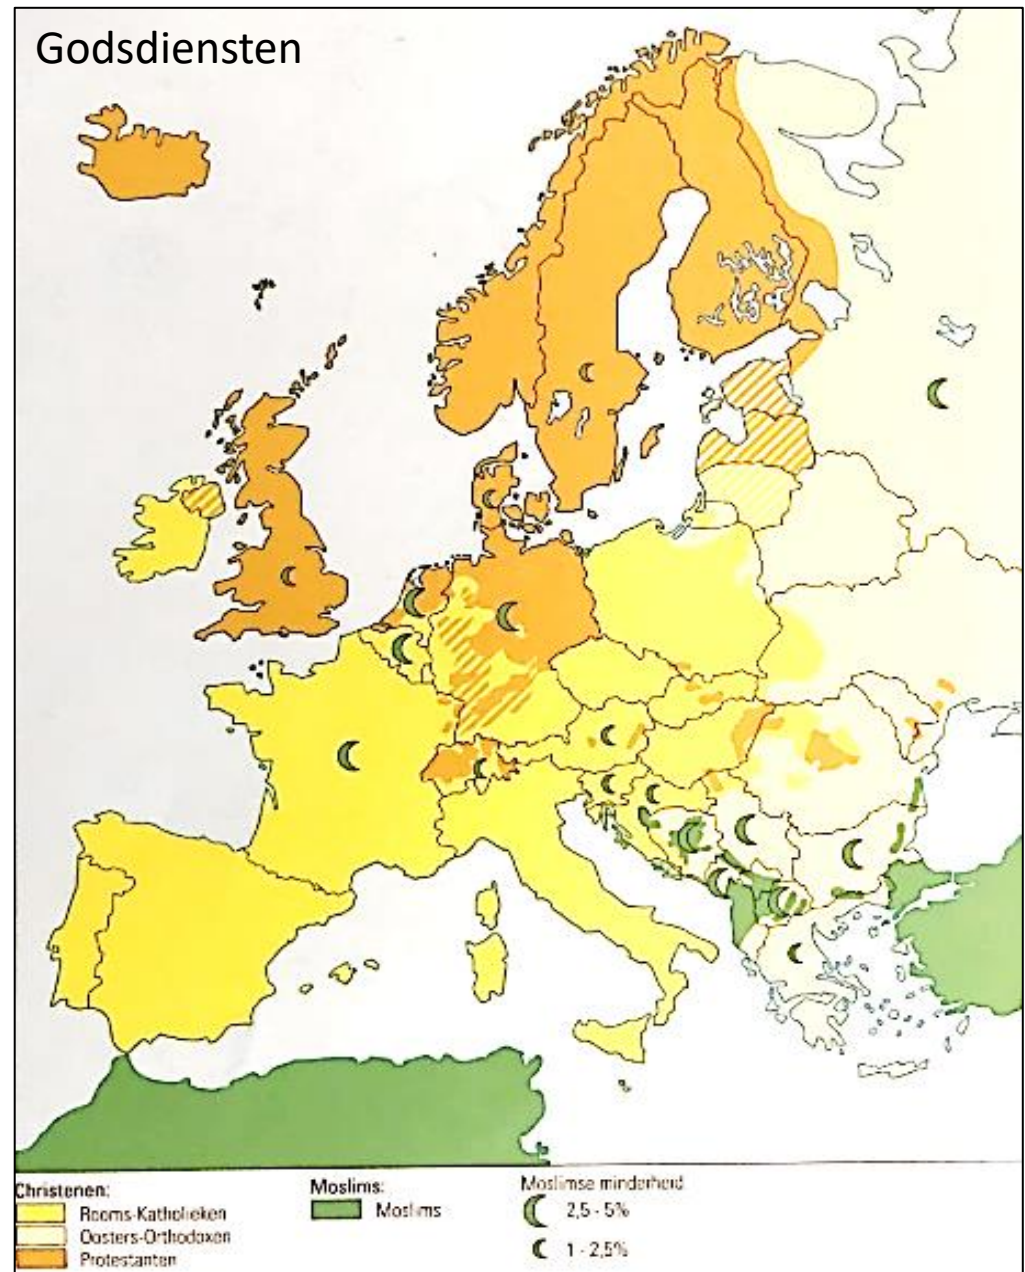 Godsdiensten
Christenen:
Rooms-Katholieken
Oosters-Orthodoxen
Protestanten
Moslims:
Moslims
Moslimse minderheid
2,5 - 5%
1 - 2,5%